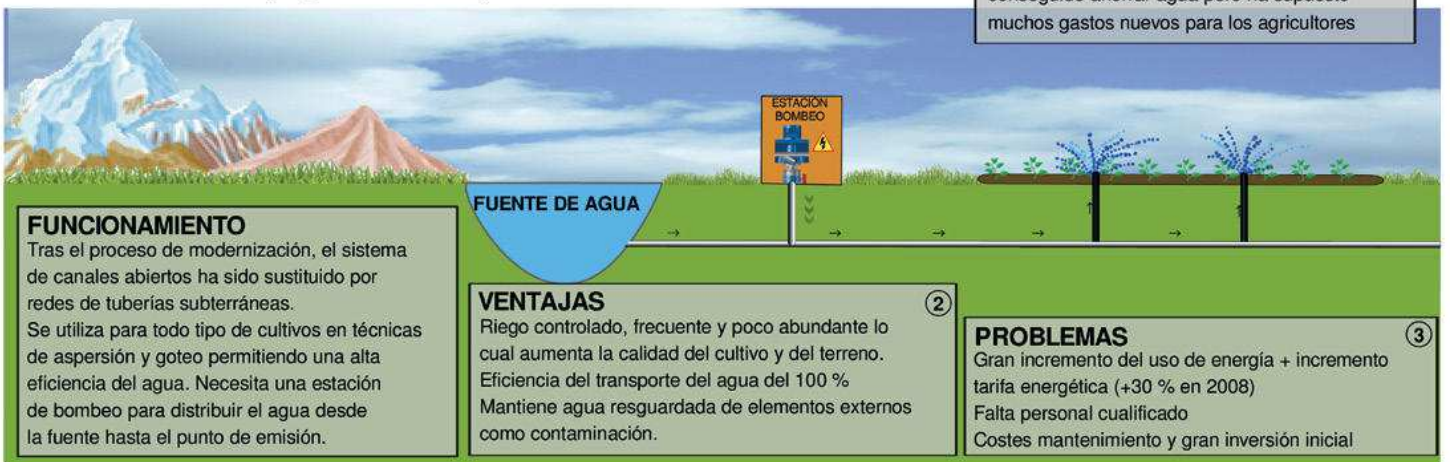 muchos gastos nuevos para los agricultores
ESTACIÓN
BOMBEO
FUENTE DE AGUA
FUNCIONAMIENTO
Tras el proceso de modernización, el sistema
de canales abiertos ha sido sustituido por
redes de tuberías subterráneas.
Se utiliza para todo tipo de cultivos en técnicas
de aspersión y goteo permitiendo una alta
eficiencia del agua. Necesita una estación
de bombeo para distribuir el agua desde
la fuente hasta el punto de emisión.
VENTAJAS ②
Riego controlado, frecuente y poco abundante lo
cual aumenta la calidad del cultivo y del terreno.
Eficiencia del transporte del agua del 100 %
Mantiene agua resguardada de elementos externos
como contaminación.
PROBLEMAS ③
Gran incremento del uso de energía + incremento
tarifa energética (+30 % en 2008)
Falta personal cualificado
Costes mantenimiento y gran inversión inicial